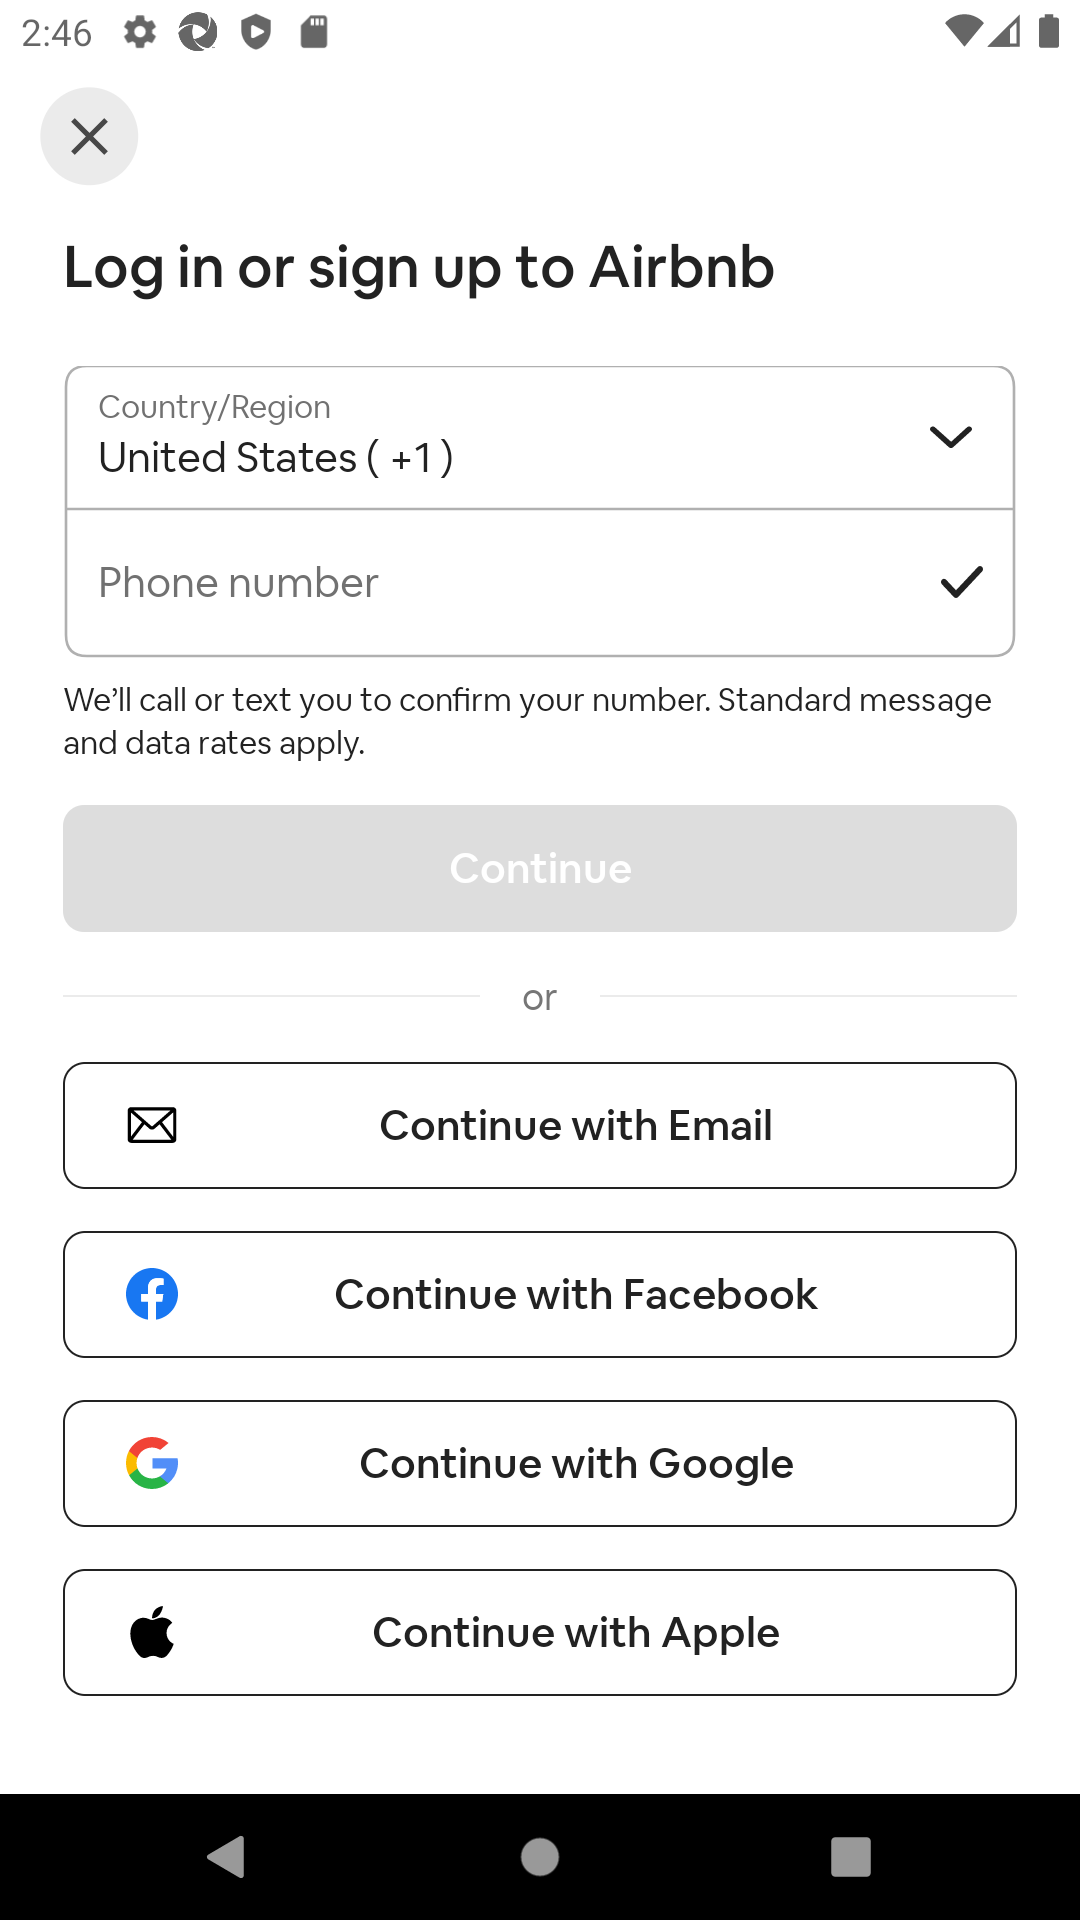 2:46
Log in or sign up to Airbnb
Country/Region
United States ( +1 )
Phone number
We’ll call or text you to confirm your number. Standard message
and data rates apply.
Continue
or
Continue with Email
Continue with Facebook
Continue with Google
Continue with Apple